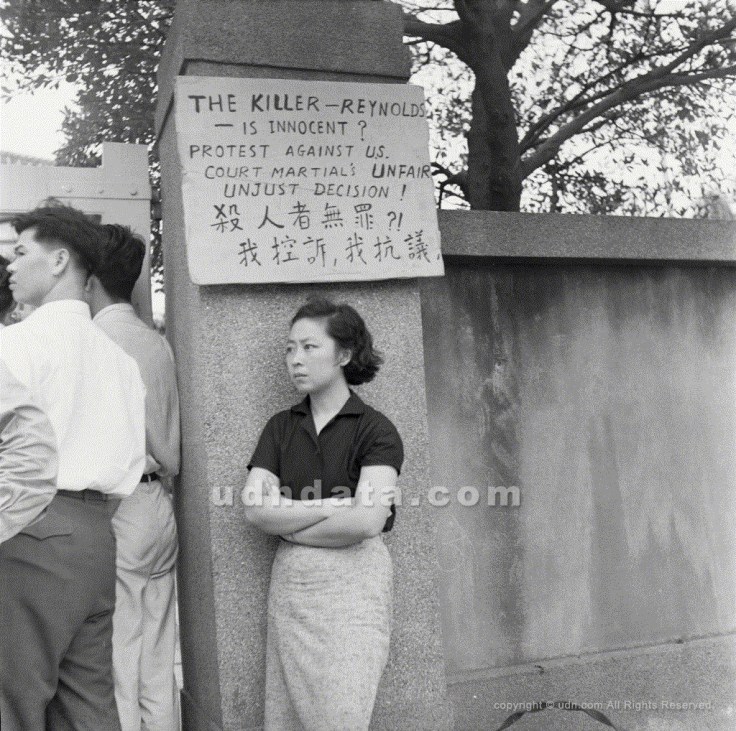 THE KILLER—REYNOLDS
— IS INNOCENT?
PROTEST AGAINST U.S.
COURT MARTIAL'S UNFAIR
UNJUST DECISION!
殺人者無罪?!
我控訴,我抗議.
udndata.com
copyright © udn.com All Rights Reserved.